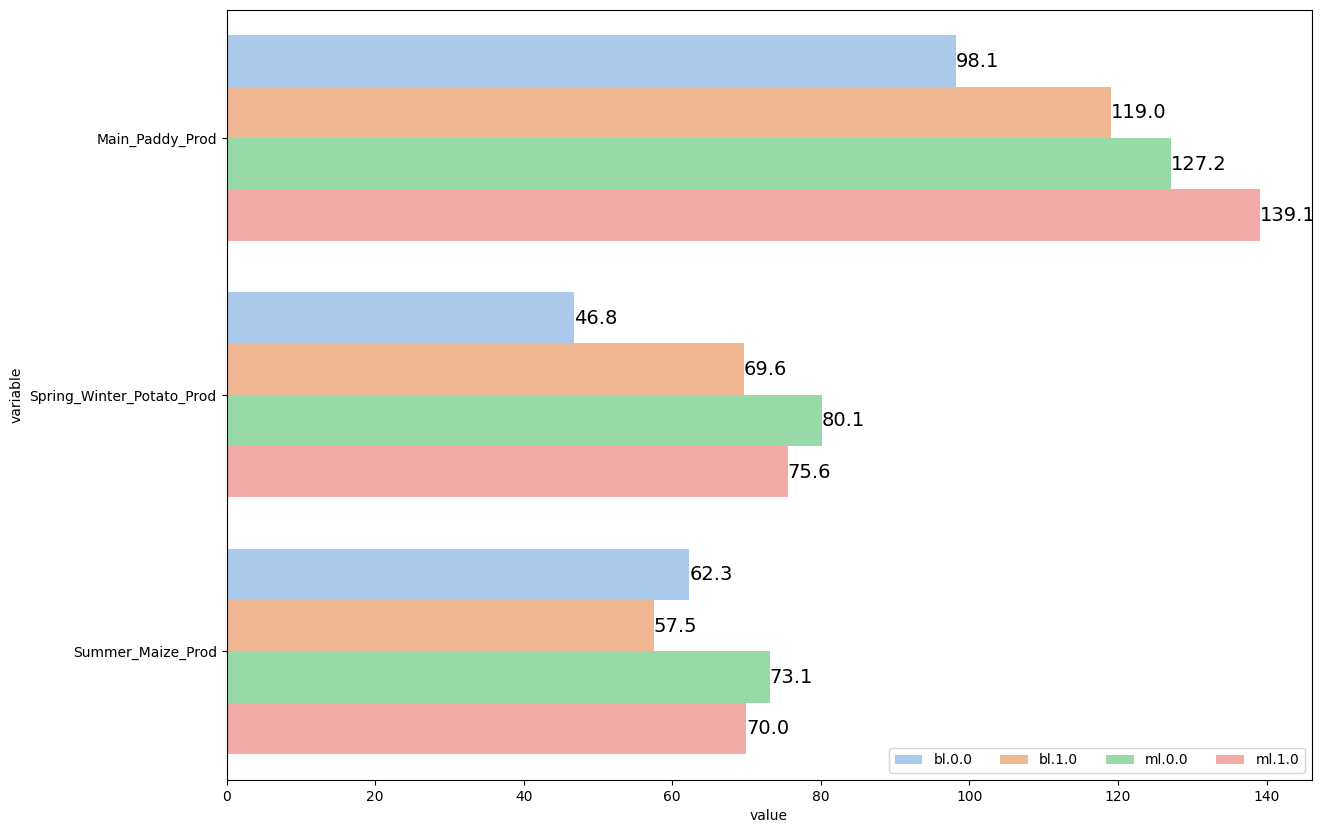 98.1
119.0
Main_Paddy_Prod
127.2
139.1
46.8
69.6
variable
Spring_Winter_Potato_Prod
80.1
75.6
62.3
57.5
Summer_Maize_Prod
73.1
70.0
bl.0.0 bl.1.0 ml.0.0 ml.1.0
0 20 40 60 80 100 120 140
value